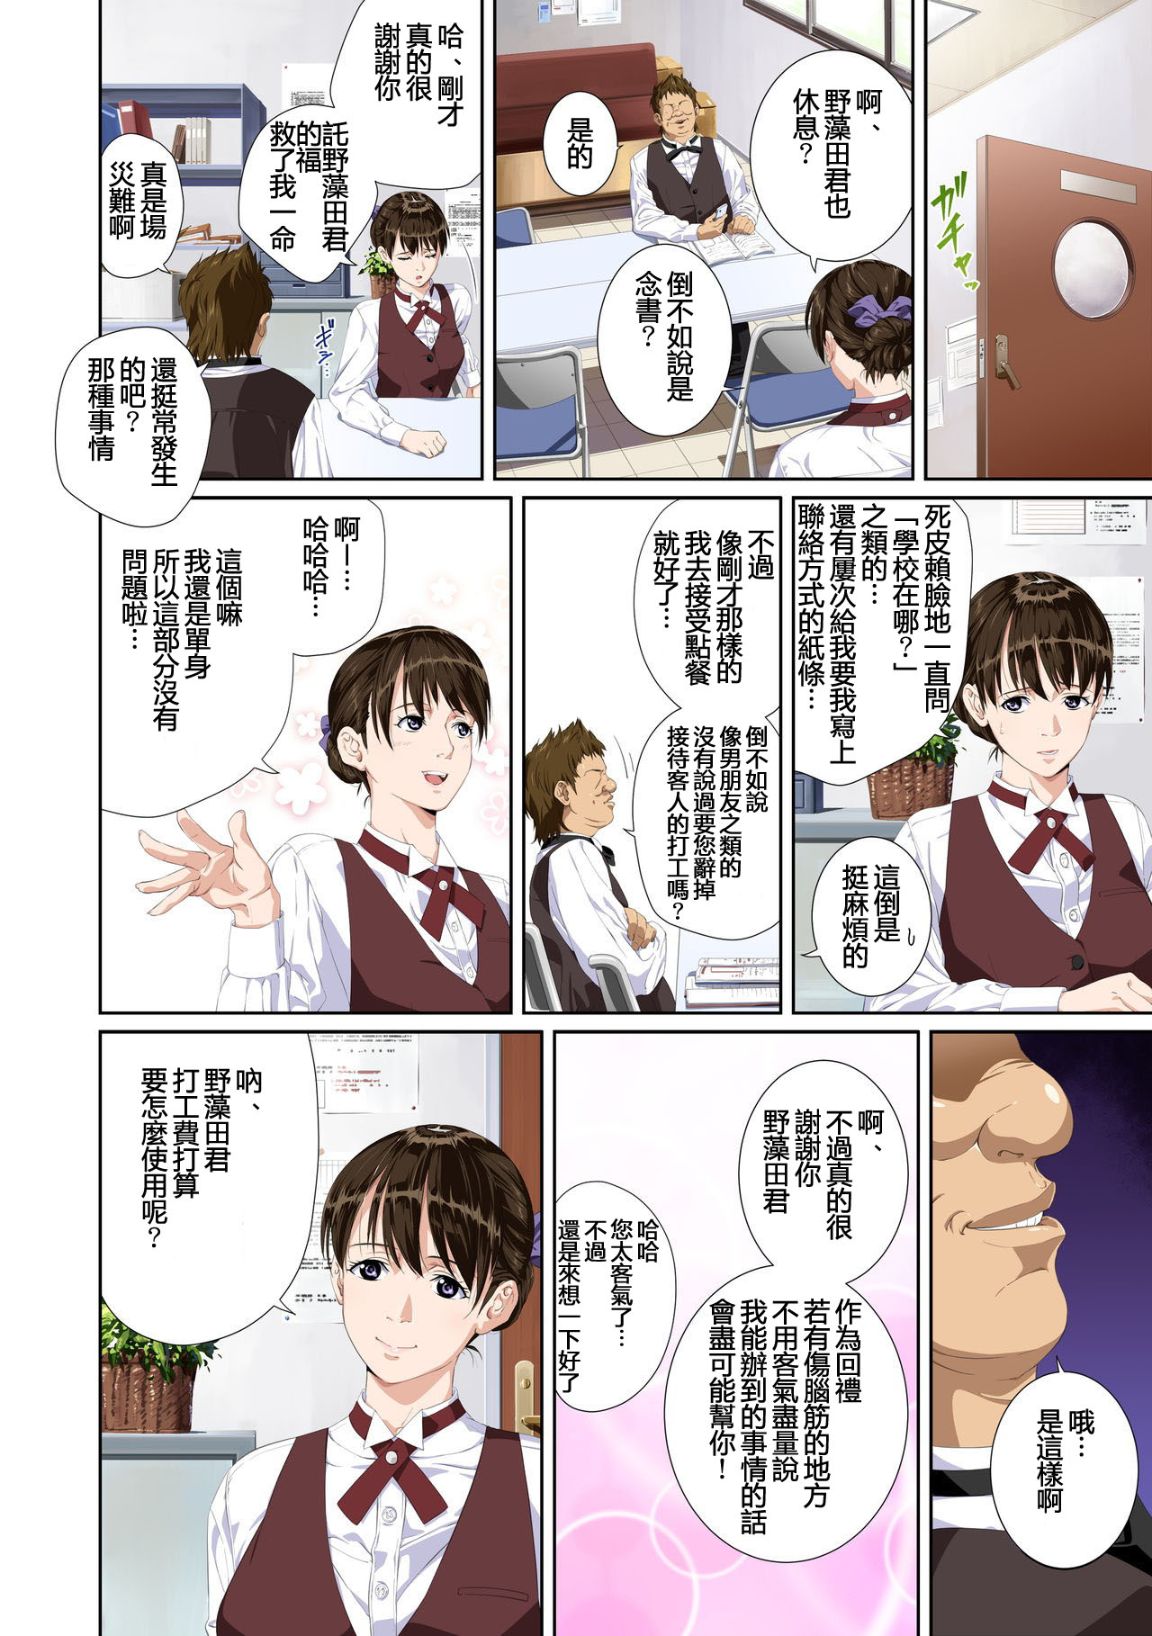 ガチャッ
啊、
野藻田君也
休息？
是的
倒不如說是
念書？
哈、剛才
真的很
謝謝你
託野藻田君
的福
救了我一命
ギシ…
真是場
災難啊
還挺常發生
的吧？
那種事情
死皮賴臉地一直問
「學校在哪？」
之類的…
還有屢次給我要我寫上
聯絡方式的紙條…
這倒是
挺麻煩的
不過
像剛才那樣的
我去接受點餐
就好了…
倒不如說
像男朋友之類的
沒有說過要您辭掉
接待客人的打工嗎？
啊ー…
哈哈哈…
這個嘛
我還是單身
所以這部分沒有
問題啦…
哦…
是這樣啊
啊、
不過真的很
謝謝你
野藻田君
作為回禮
若有傷腦筋的地方
不用客氣盡量說
我能辦到的事情的話
會盡可能幫你！
哈哈
您太客氣了…
不過
還是來想一下好了
吶、
野藻田君
打工費打算
要怎麼使用呢？